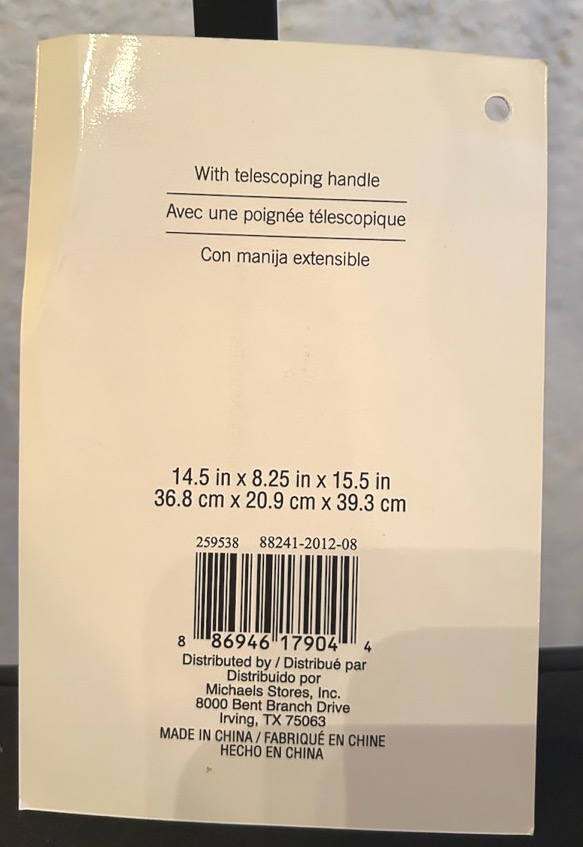 With telescoping handle
Avec une poignée télescopique
Con manija extensible
14.5 in x 8.25 in x 15.5 in
36.8 cm x 20.9 cm x 39.3 cm
259538 88241-2012-08
8 86946 17904 4
Distributed by / Distribué par
Distribuido por
Michaels Stores, Inc.
8000 Bent Branch Drive
Irving, TX 75063
MADE IN CHINA / FABRIQUÉ EN CHINE
HECHO EN CHINA